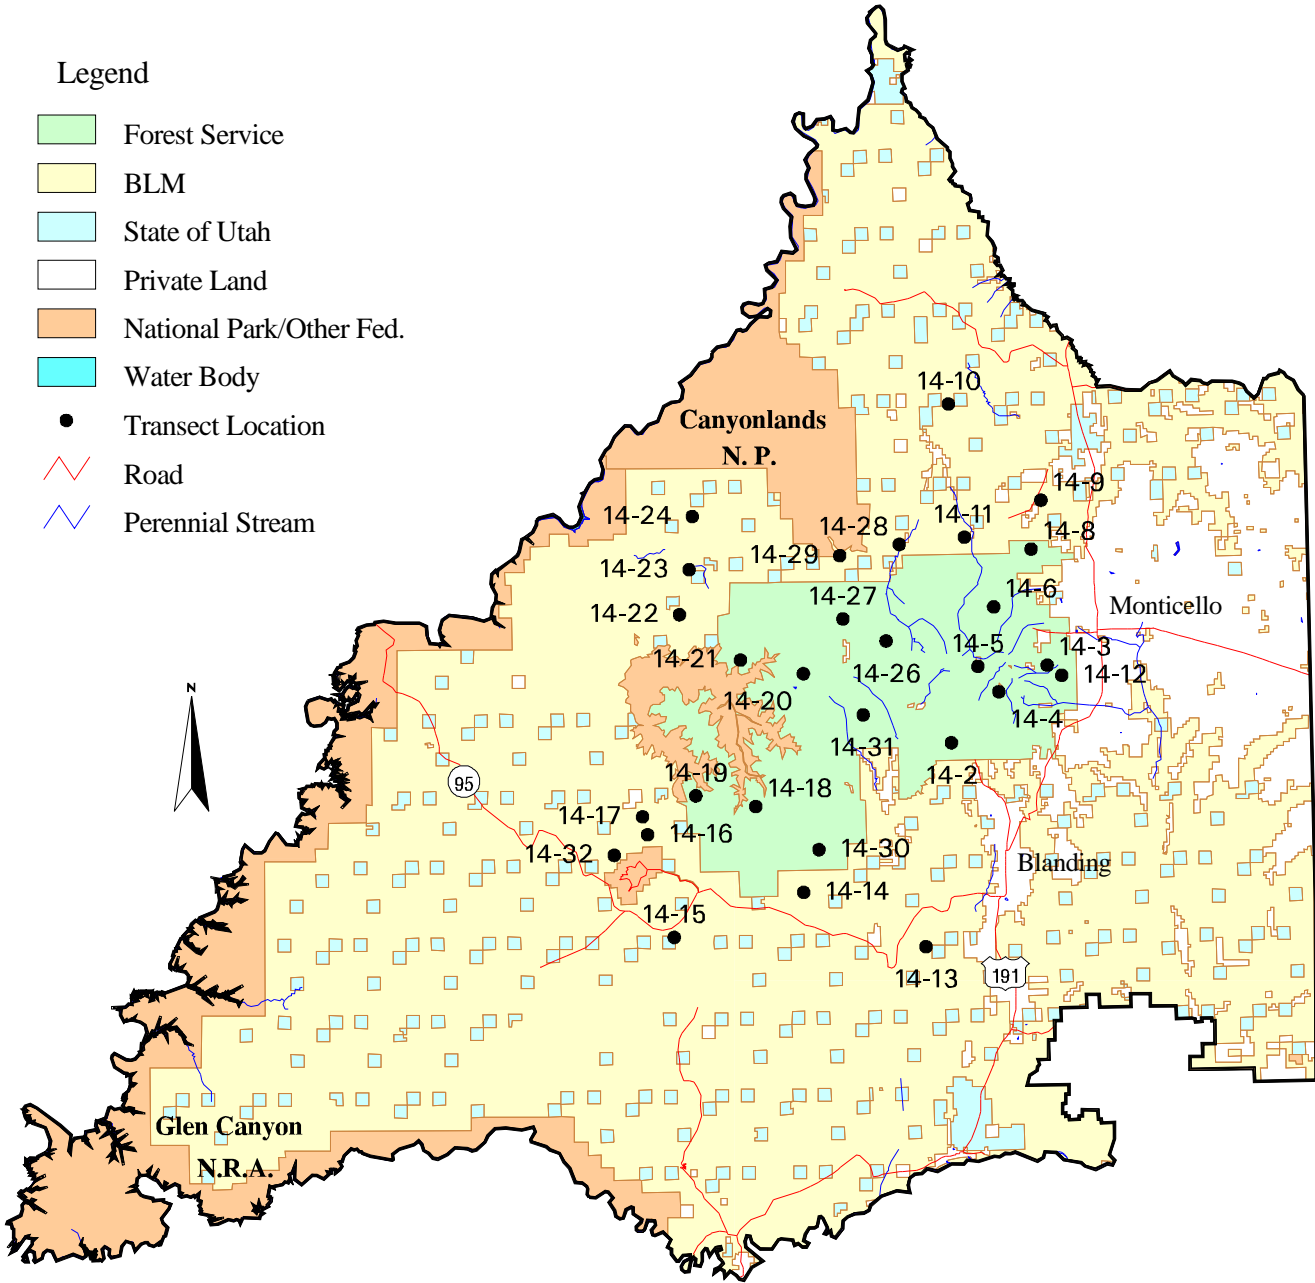 Legend
Forest Service
BLM
State of Utah
Private Land
National Park/Other Fed.
Water Body
Transect Location
Road
Perennial Stream
14-10
Canyonlands
N. P.
14-9
14-24
14-28
14-11
14-8
14-29
14-23
14-27
14-6
14-22
Monticello
14-5
14-3
14-21
14-26
14-12
N
14-20
14-4
14-31
14-2
14-19
95
14-18
14-17
14-16
14-30
14-32
Blanding
14-14
14-15
14-13
191
Glen Canyon
N.R.A.